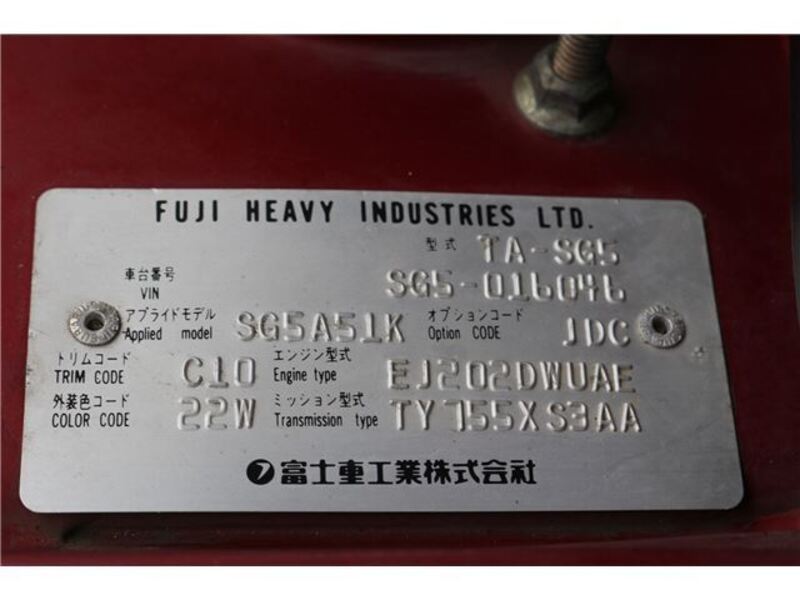 FUJI HEAVY INDUSTRIES LTD.
型式 TA-SG5
車台番号 VIN SG5-016046
アプライドモデル Applied model SG5A51K オプションコード Option CODE JDC
トリムコード TRIM CODE C10 エンジン型式 Engine type EJ202DWUAE
外装色コード COLOR CODE 22W ミッション型式 Transmission type TY755XS3AA
富士重工業株式会社